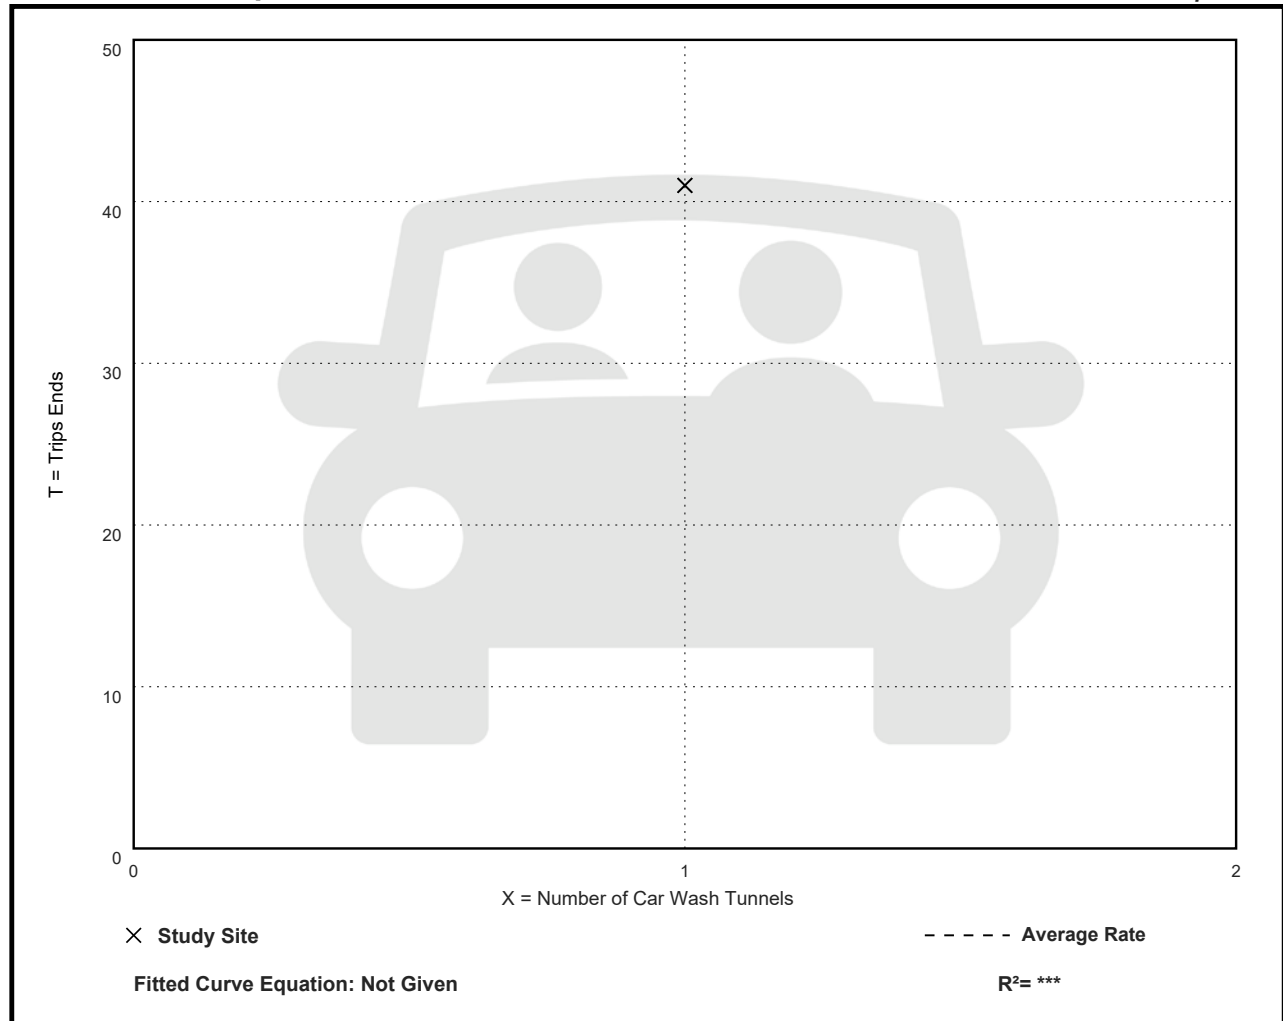 50
40
30
20
10
0
T = Trips Ends
0 1 2
X = Number of Car Wash Tunnels
Study Site
Average Rate
Fitted Curve Equation: Not Given
R²= ***